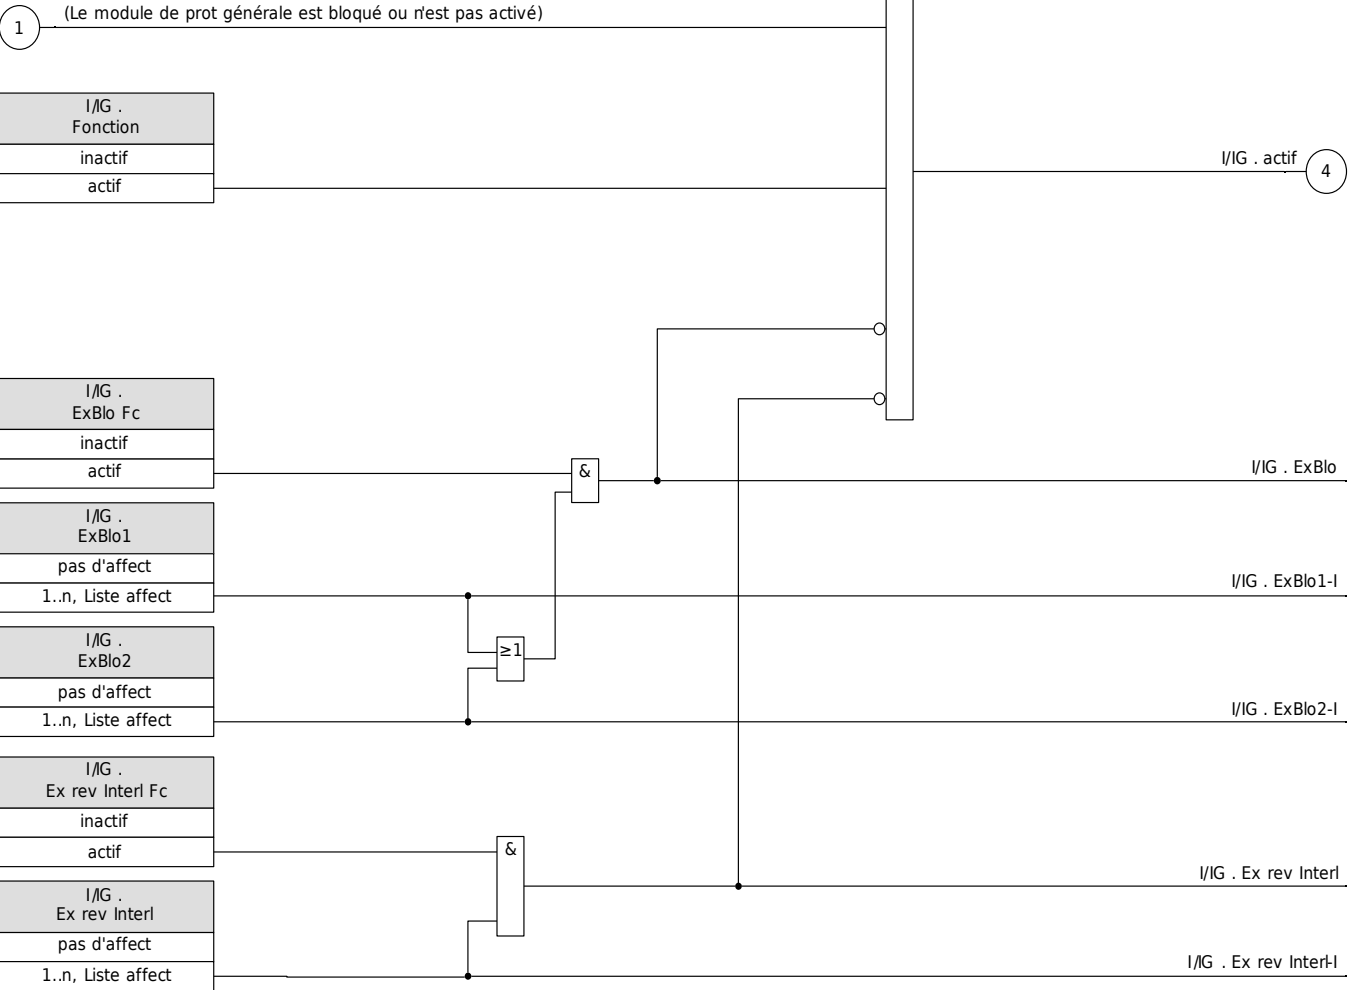 (Le module de prot générale est bloqué ou n'est pas activé)
1
I/IG .
Fonction
inactif
actif
I/IG . actif
4
I/IG .
ExBlo Fc
inactif
actif
&
I/IG . ExBlo
I/IG .
ExBlo1
pas d'affect
1..n, Liste affect
I/IG . ExBlo1-I
≥1
I/IG .
ExBlo2
pas d'affect
1..n, Liste affect
I/IG . ExBlo2-I
I/IG .
Ex rev Interl Fc
inactif
actif
&
I/IG . Ex rev Interl
I/IG .
Ex rev Interl
pas d'affect
1..n, Liste affect
I/IG . Ex rev Interl-I